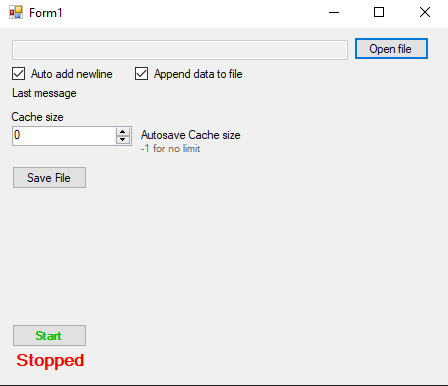 Form1
Open file
Auto add newline Append data to file
Last message
Cache size
0 Autosave Cache size
-1 for no limit
Save File
Start
Stopped